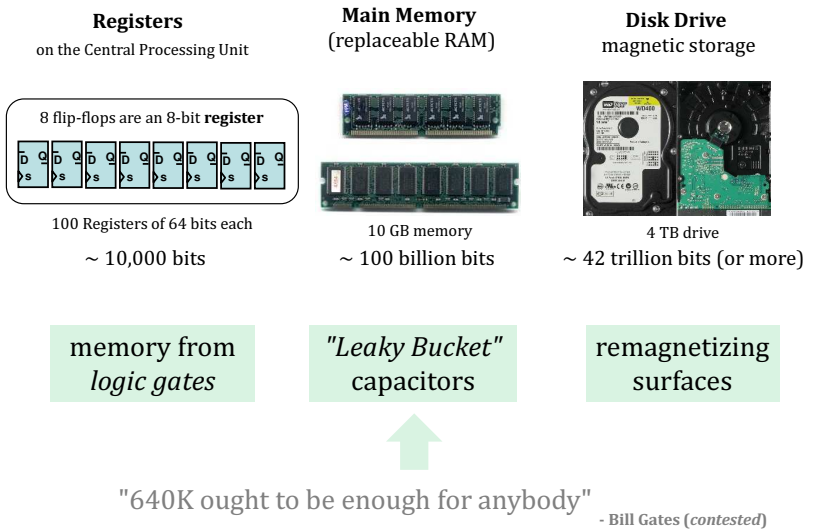 Registers
on the Central Processing Unit
8 flip-flops are an 8-bit register
D Q D Q D Q D Q D Q D Q D Q D Q
s s s s s s s s
100 Registers of 64 bits each
~ 10,000 bits
Main Memory
(replaceable RAM)
10 GB memory
~ 100 billion bits
Disk Drive
magnetic storage
WD400
4 TB drive
~ 42 trillion bits (or more)
memory from
logic gates
"Leaky Bucket"
capacitors
remagnetizing
surfaces
"640K ought to be enough for anybody"
- Bill Gates (contested)